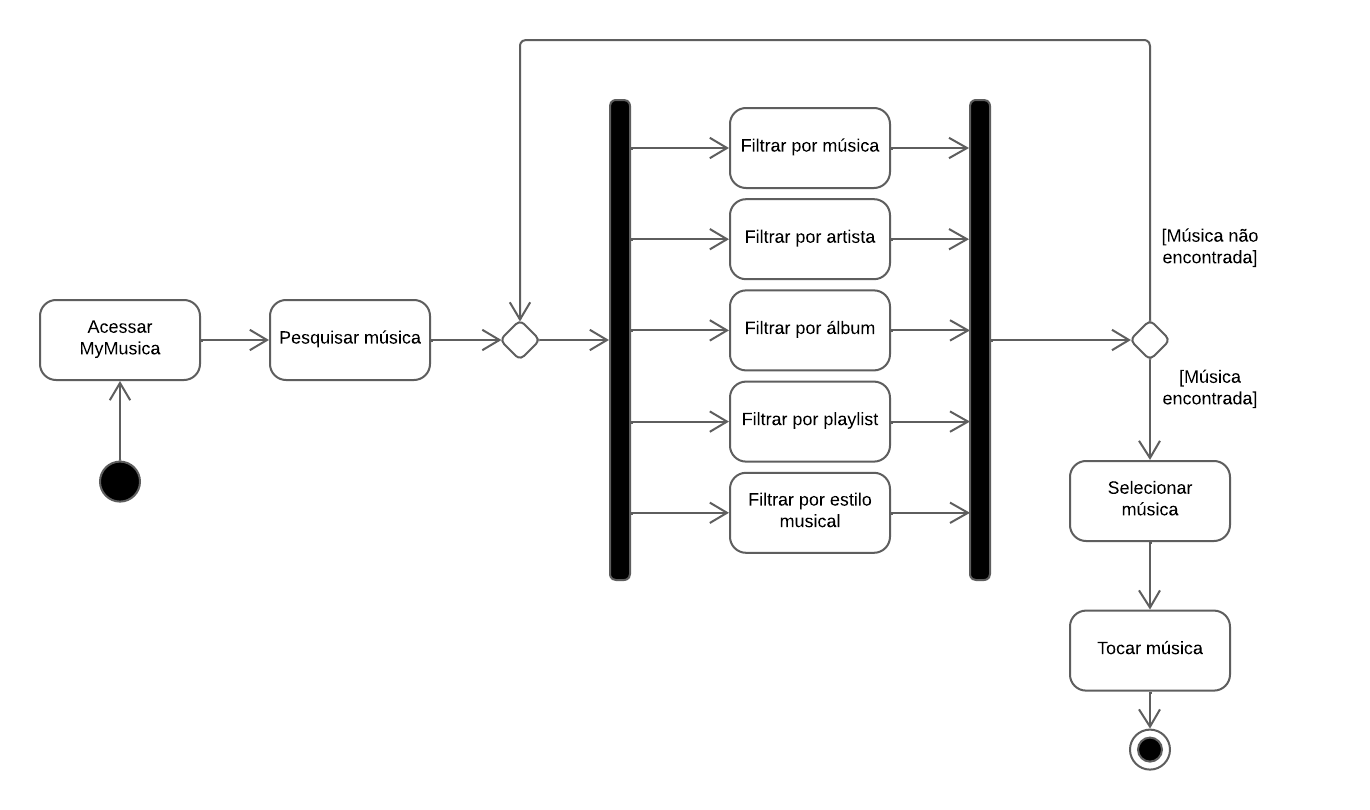 Acessar
MyMusica
Pesquisar música
Filtrar por música
Filtrar por artista
Filtrar por álbum
Filtrar por playlist
Filtrar por estilo
musical
[Música não
encontrada]
[Música
encontrada]
Selecionar
música
Tocar música